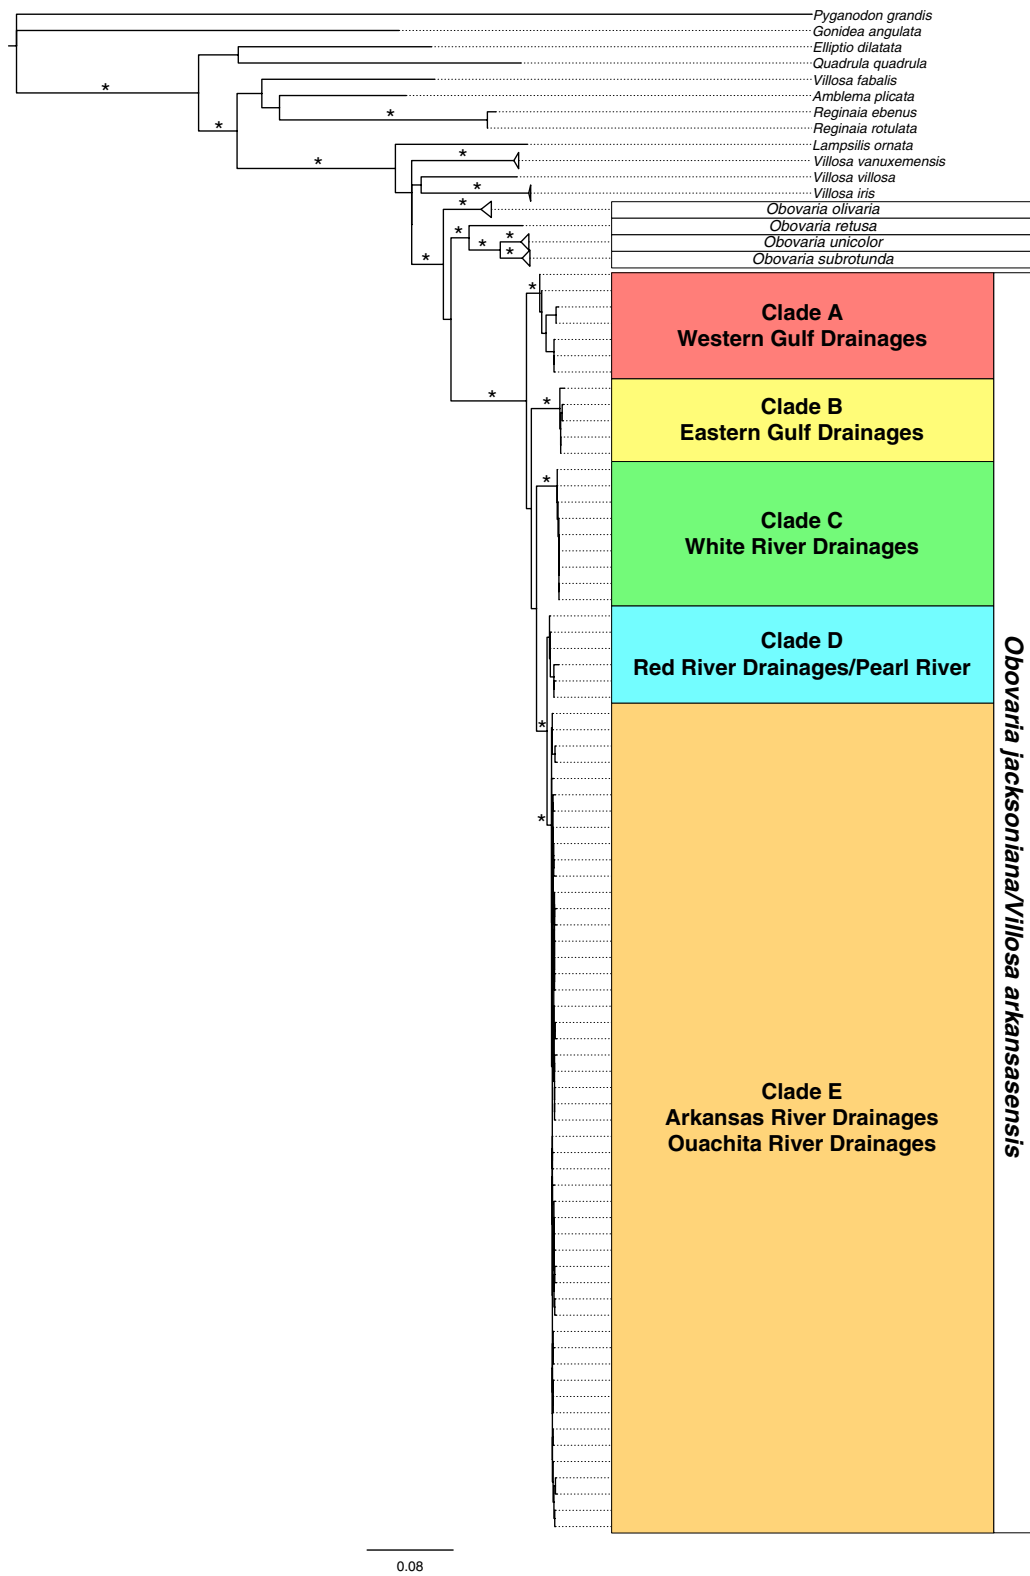 Pyganodon grandis
Gonidea angulata
Elliptio dilatata
Quadrula quadrula
Villosa fabalis
*
Amblema plicata
*
Reginaia ebenus
*
Reginaia rotulata
Lampsilis ornata
*
*
Villosa vanuxemensis
Villosa villosa
*
Villosa iris
*
Obovaria olivaria
*
Obovaria retusa
*
*
Obovaria unicolor
*
*
Obovaria subrotunda
*
Clade A
Western Gulf Drainages
*
*
Clade B
Eastern Gulf Drainages
*
Clade C
White River Drainages
Clade D
Red River Drainages/Pearl River
*
*
Clade E
Arkansas River Drainages
Ouachita River Drainages
Obovaria jacksoniana/Villosa arkansasensis
0.08